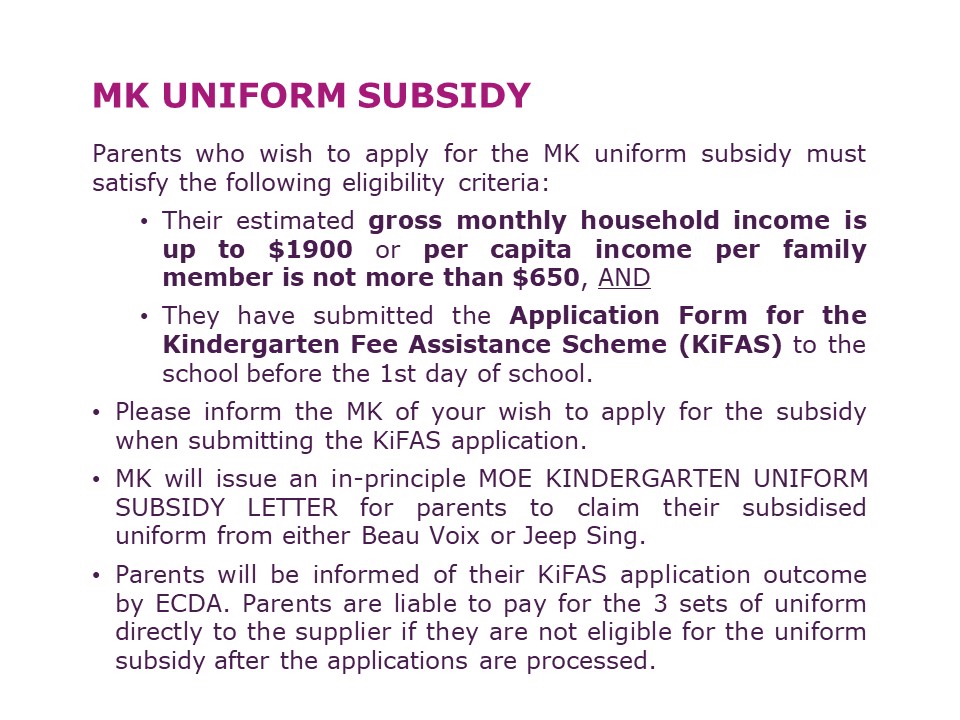 MK UNIFORM SUBSIDY
Parents who wish to apply for the MK uniform subsidy must
satisfy the following eligibility criteria:
• Their estimated gross monthly household income is
up to $1900 or per capita income per family
member is not more than $650, AND
• They have submitted the Application Form for the
Kindergarten Fee Assistance Scheme (KiFAS) to the
school before the 1st day of school.
• Please inform the MK of your wish to apply for the subsidy
when submitting the KiFAS application.
• MK will issue an in-principle MOE KINDERGARTEN UNIFORM
SUBSIDY LETTER for parents to claim their subsidised
uniform from either Beau Voix or Jeep Sing.
• Parents will be informed of their KiFAS application outcome
by ECDA. Parents are liable to pay for the 3 sets of uniform
directly to the supplier if they are not eligible for the uniform
subsidy after the applications are processed.